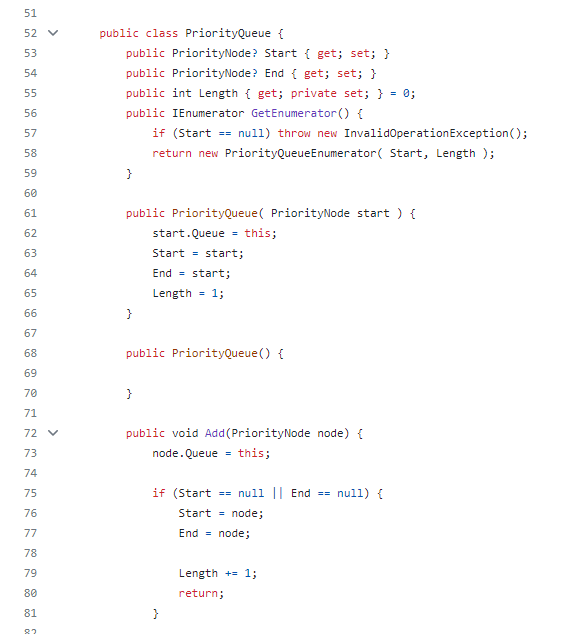 51
52 public class PriorityQueue {
53 public PriorityNode? Start { get; set; }
54 public PriorityNode? End { get; set; }
55 public int Length { get; private set; } = 0;
56 public IEnumerator GetEnumerator() {
57 if (Start == null) throw new InvalidOperationException();
58 return new PriorityQueueEnumerator( Start, Length );
59 }
60
61 public PriorityQueue( PriorityNode start ) {
62 start.Queue = this;
63 Start = start;
64 End = start;
65 Length = 1;
66 }
67
68 public PriorityQueue() {
69
70 }
71
72 public void Add(PriorityNode node) {
73 node.Queue = this;
74
75 if (Start == null || End == null) {
76 Start = node;
77 End = node;
78
79 Length += 1;
80 return;
81 }
82